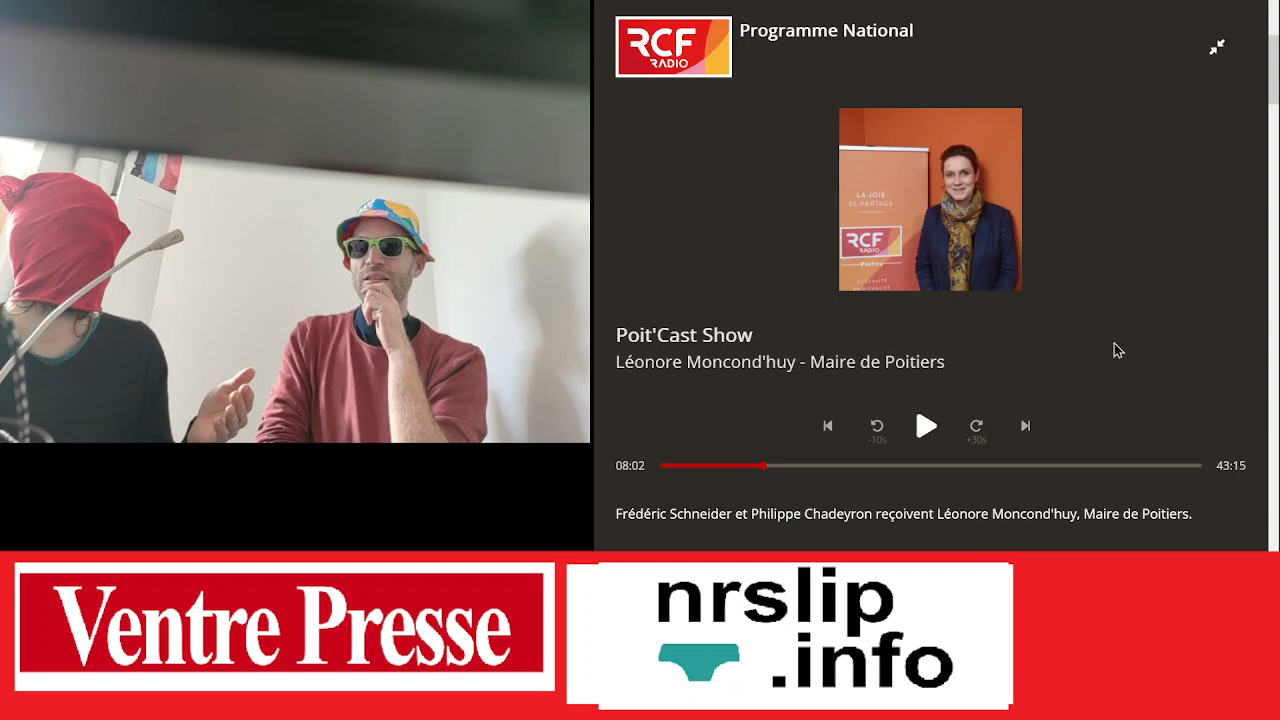 RCF
RADIO
Programme National
LA JOIE
SE PARTAGE
RCF
RADIO
Poitou
Poit'Cast Show
Léonore Moncond'huy - Maire de Poitiers
-10s
+30s
08:02
43:15
Frédéric Schneider et Philippe Chadeyron reçoivent Léonore Moncond'huy, Maire de Poitiers.
Ventre Presse
nrslip
.info